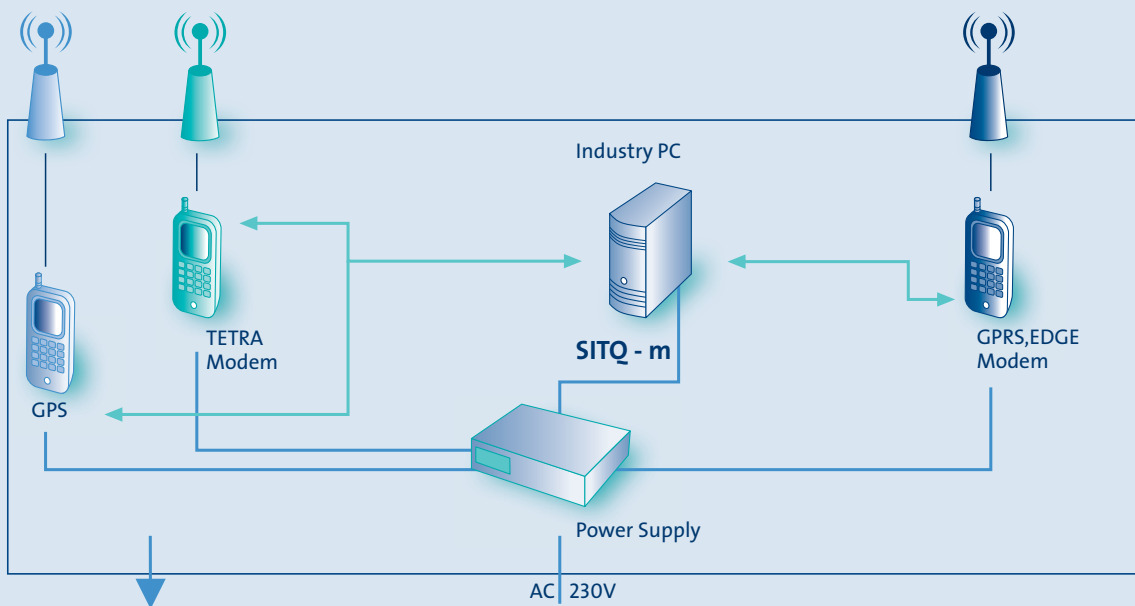 Industry PC
TETRA
Modem
SITQ - m
GPRS,EDGE
Modem
GPS
Power Supply
AC 230V